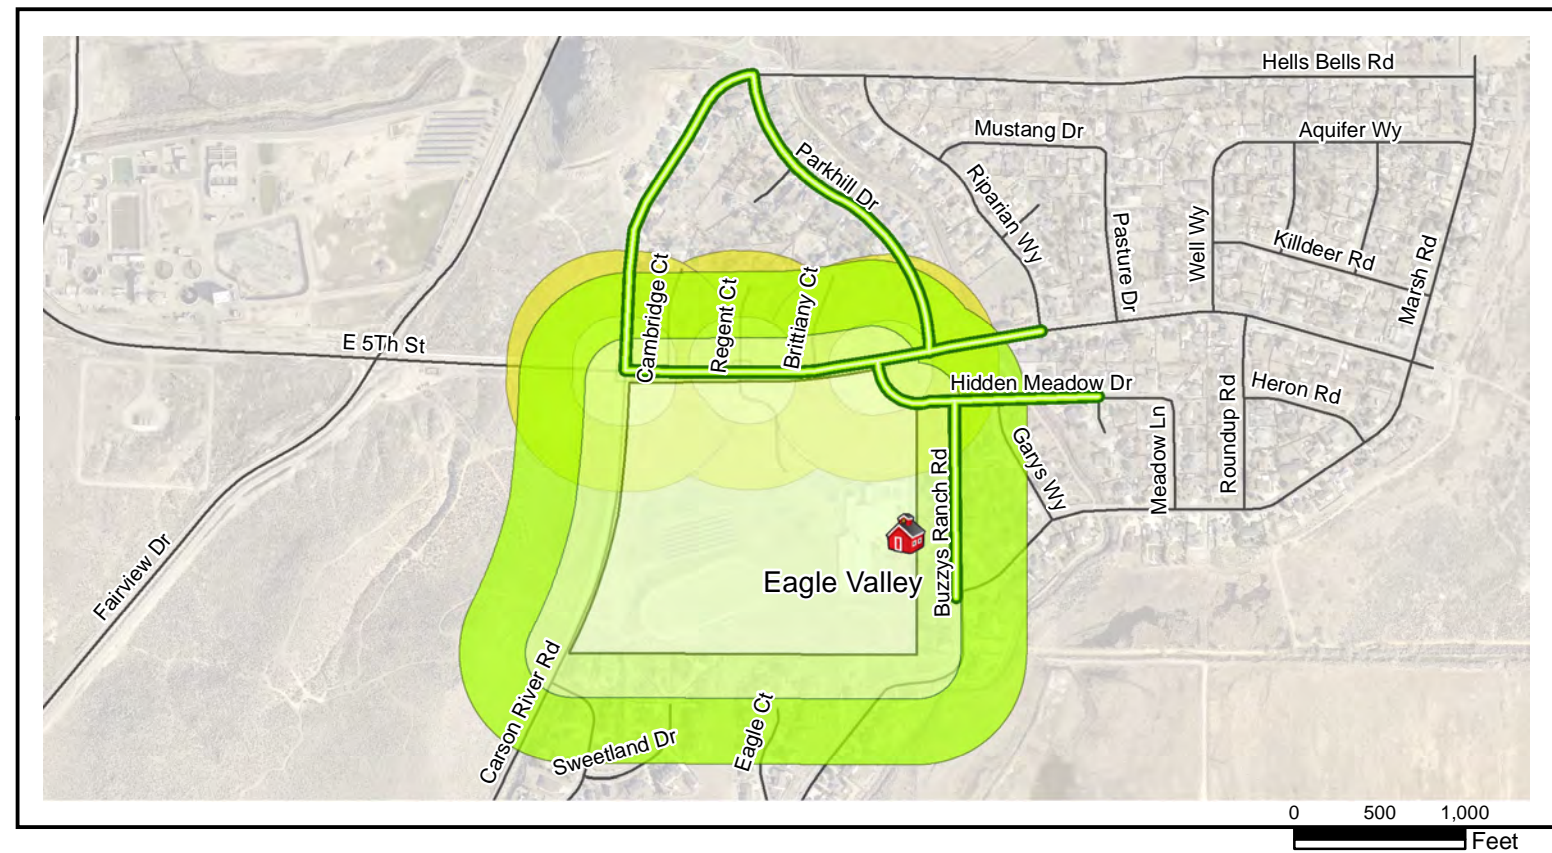 Hells Bells Rd
Mustang Dr
Aquifer Wy
Parkhill Dr
Riparian Wy
Pasture Dr
Well Wy
Killdeer Rd
Marsh Rd
Cambridge Ct
Regent Ct
Brittiany Ct
E 5Th St
Hidden Meadow Dr
Heron Rd
Roundup Rd
Meadow Ln
Garys Wy
Buzzys Ranch Rd
Eagle Valley
Fairview Dr
Carson River Rd
Sweetland Dr
Eagle Ct
0 500 1,000
Feet